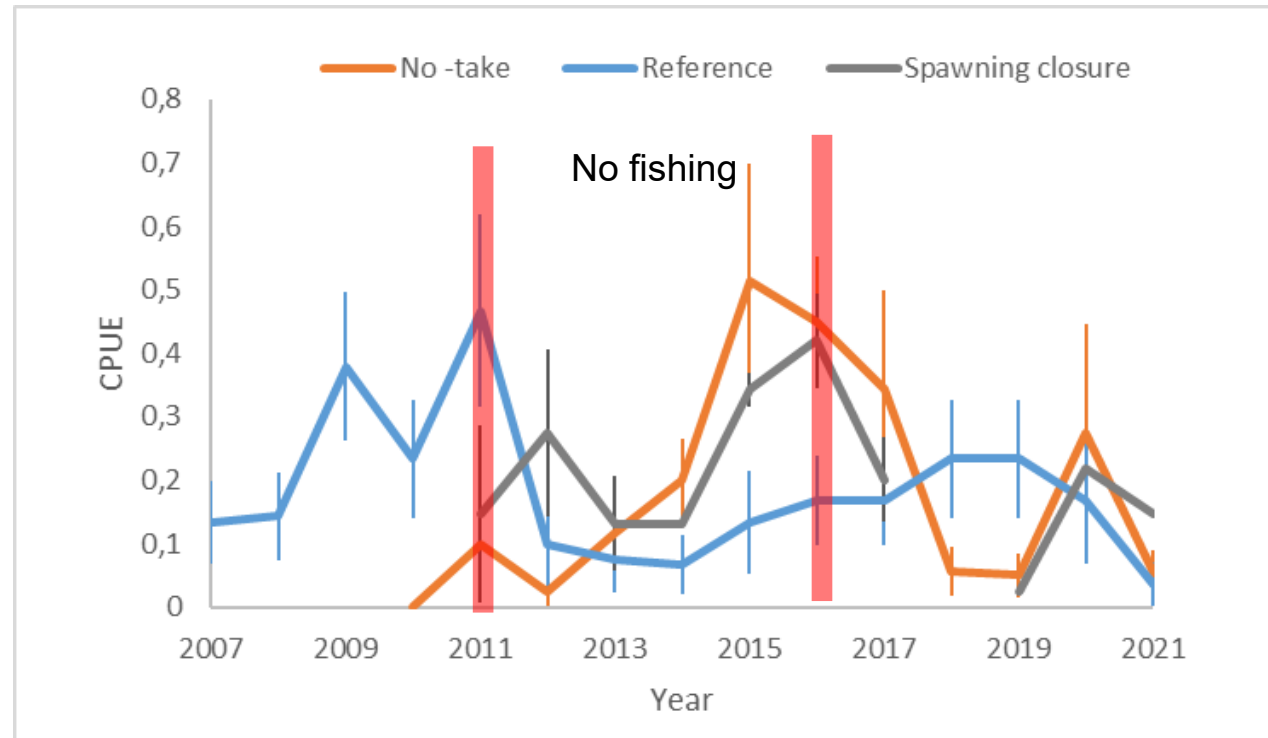 No -take Reference Spawning closure
No fishing
0,8
0,7
0,6
0,5
0,4
0,3
0,2
0,1
0
CPUE
2007 2009 2011 2013 2015 2017 2019 2021
Year